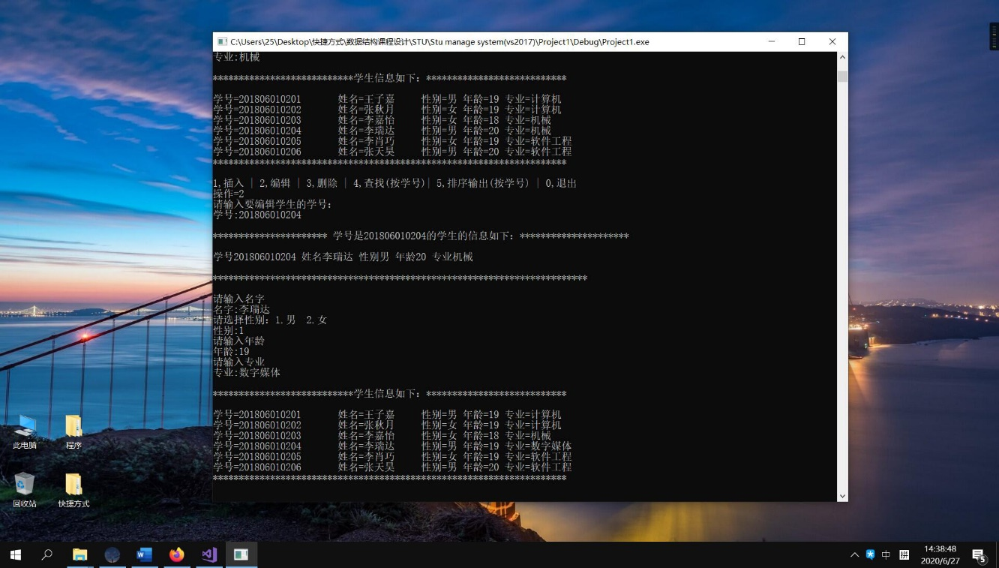 C:\Users\25\Desktop\快捷方式\数据结构课程设计\STU\Stu manage system(vs2017)\Project1\Debug\Project1.exe
专业:机械
***************************学生信息如下: ***************************
学号=201806010201 姓名=王子嘉 性别=男 年龄=19 专业=计算机
学号=201806010202 姓名=张秋月 性别=女 年龄=19 专业=计算机
学号=201806010203 姓名=李嘉怡 性别=女 年龄=18 专业=机械
学号=201806010204 姓名=李瑞达 性别=男 年龄=20 专业=机械
学号=201806010205 姓名=李肖巧 性别=女 年龄=19 专业=软件工程
学号=201806010206 姓名=张天昊 性别=男 年龄=20 专业=软件工程
********************************************************************
1,插入 | 2,编辑 | 3,删除 | 4,查找(按学号)| 5,排序输出(按学号) | 0,退出
操作=2
请输入要编辑学生的学号:
学号:201806010204
********************** 学号是201806010204的学生的信息如下: *********************
学号201806010204 姓名李瑞达 性别男 年龄20 专业机械
************************************************************************
请输入名字
名字:李瑞达
请选择性别: 1.男 2.女
性别:1
请输入年龄
年龄:19
请输入专业
专业:数字媒体
***************************学生信息如下: ***************************
学号=201806010201 姓名=王子嘉 性别=男 年龄=19 专业=计算机
学号=201806010202 姓名=张秋月 性别=女 年龄=19 专业=计算机
学号=201806010203 姓名=李嘉怡 性别=女 年龄=18 专业=机械
学号=201806010204 姓名=李瑞达 性别=男 年龄=19 专业=数字媒体
学号=201806010205 姓名=李肖巧 性别=女 年龄=19 专业=软件工程
学号=201806010206 姓名=张天昊 性别=男 年龄=20 专业=软件工程
********************************************************************
此电脑
程序
回收站
快捷方式
中
拼
14:38:48
2020/6/27
5